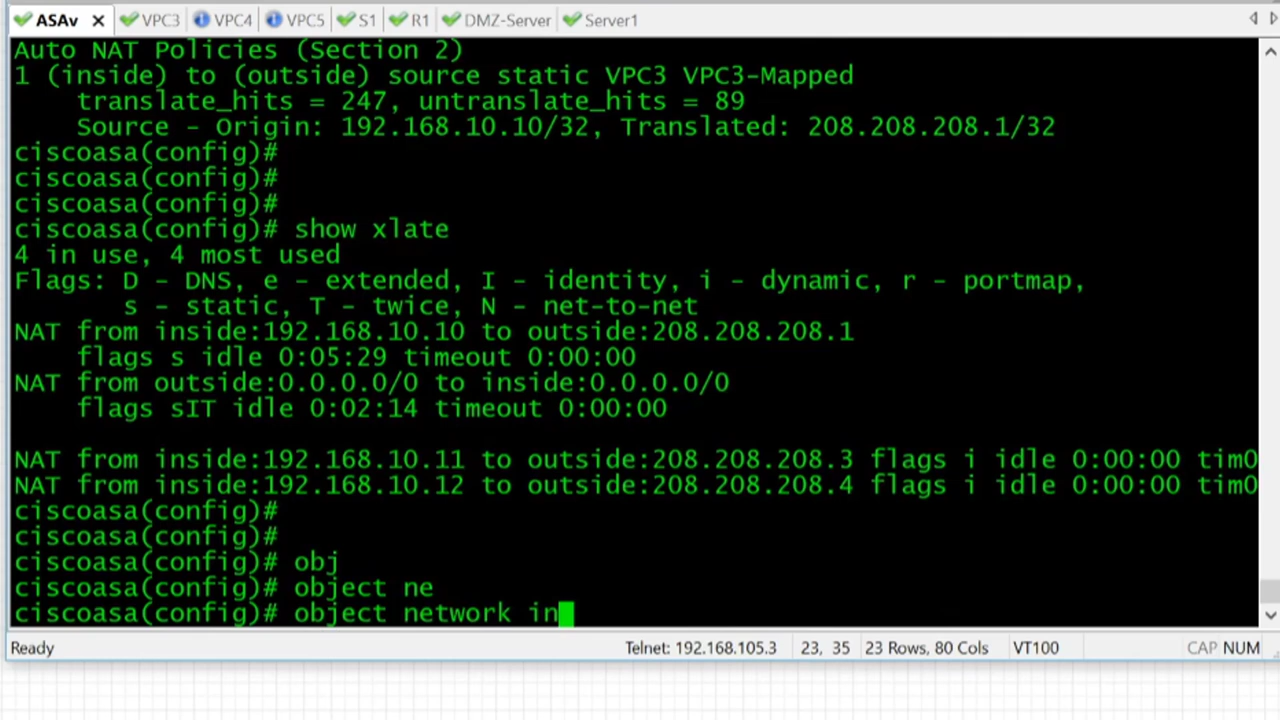 ASAv X VPC3 VPC4 VPC5 S1 R1 DMZ-Server Server1
Auto NAT Policies (Section 2)
1 (inside) to (outside) source static VPC3 VPC3-Mapped
translate_hits = 247, untranslate_hits = 89
Source - Origin: 192.168.10.10/32, Translated: 208.208.208.1/32
ciscoasa(config)#
ciscoasa(config)#
ciscoasa(config)#
ciscoasa(config)# show xlate
4 in use, 4 most used
Flags: D - DNS, e - extended, I - identity, i - dynamic, r - portmap,
s - static, T - twice, N - net-to-net
NAT from inside:192.168.10.10 to outside:208.208.208.1
flags s idle 0:05:29 timeout 0:00:00
NAT from outside:0.0.0.0/0 to inside:0.0.0.0/0
flags sIT idle 0:02:14 timeout 0:00:00
NAT from inside:192.168.10.11 to outside:208.208.208.3 flags i idle 0:00:00 tim0
NAT from inside:192.168.10.12 to outside:208.208.208.4 flags i idle 0:00:00 tim0
ciscoasa(config)#
ciscoasa(config)#
ciscoasa(config)# obj
ciscoasa(config)# object ne
ciscoasa(config)# object network in
Ready Telnet: 192.168.105.3 23, 35 23 Rows, 80 Cols VT100 CAP NUM